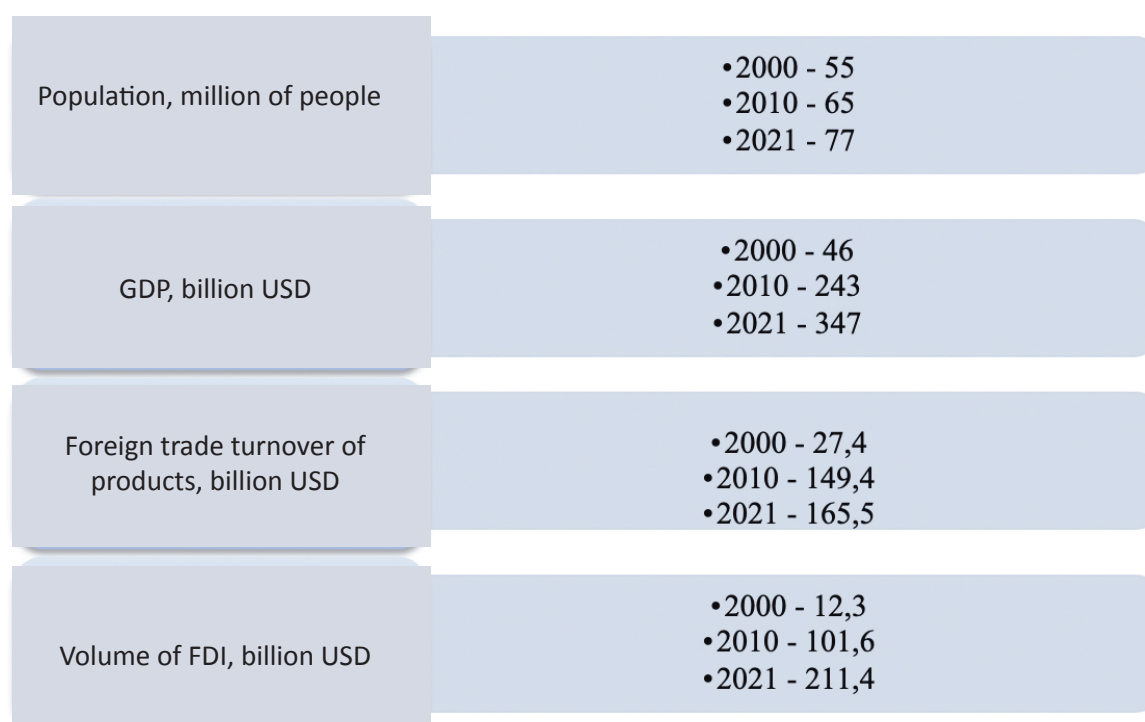 Population, million of people
•2000 - 55
•2010 - 65
•2021 - 77
GDP, billion USD
•2000 - 46
•2010 - 243
•2021 - 347
Foreign trade turnover of
products, billion USD
•2000 - 27,4
•2010 - 149,4
•2021 - 165,5
Volume of FDI, billion USD
•2000 - 12,3
•2010 - 101,6
•2021 - 211,4